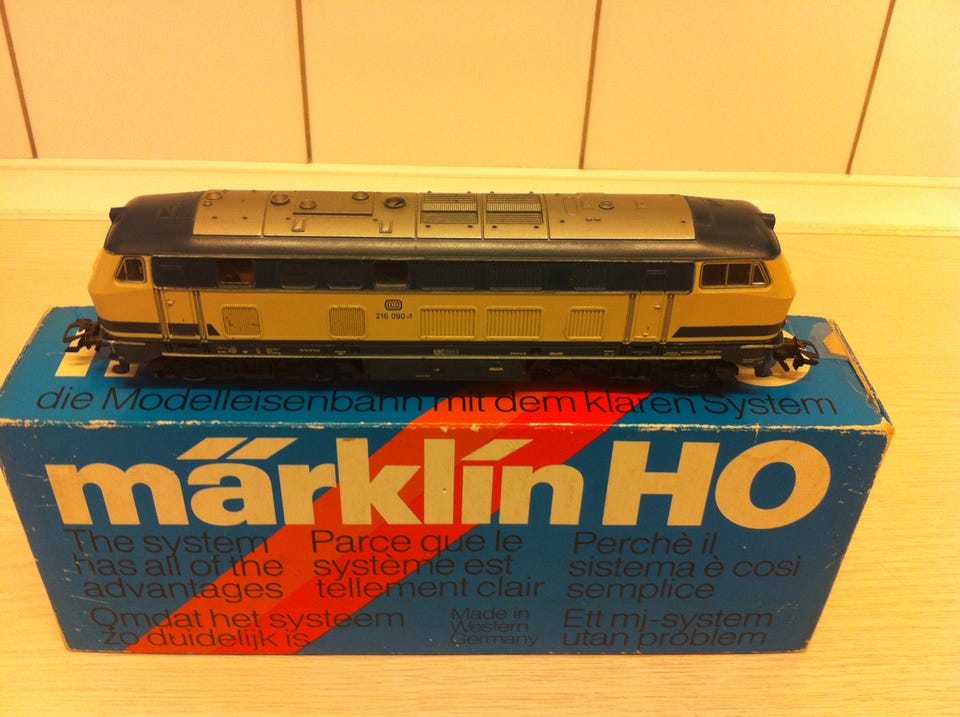 DB
216 090-1
die Modelleisenbahn mit dem klaren System
märklin HO
The system
has all of the
advantages
Parce que le
système est
tellement clair
Perchè il
sistema è così
semplice
Omdat het systeem
zo duidelijk is
Made in
Western
Germany
Ett mj-system
utan problem